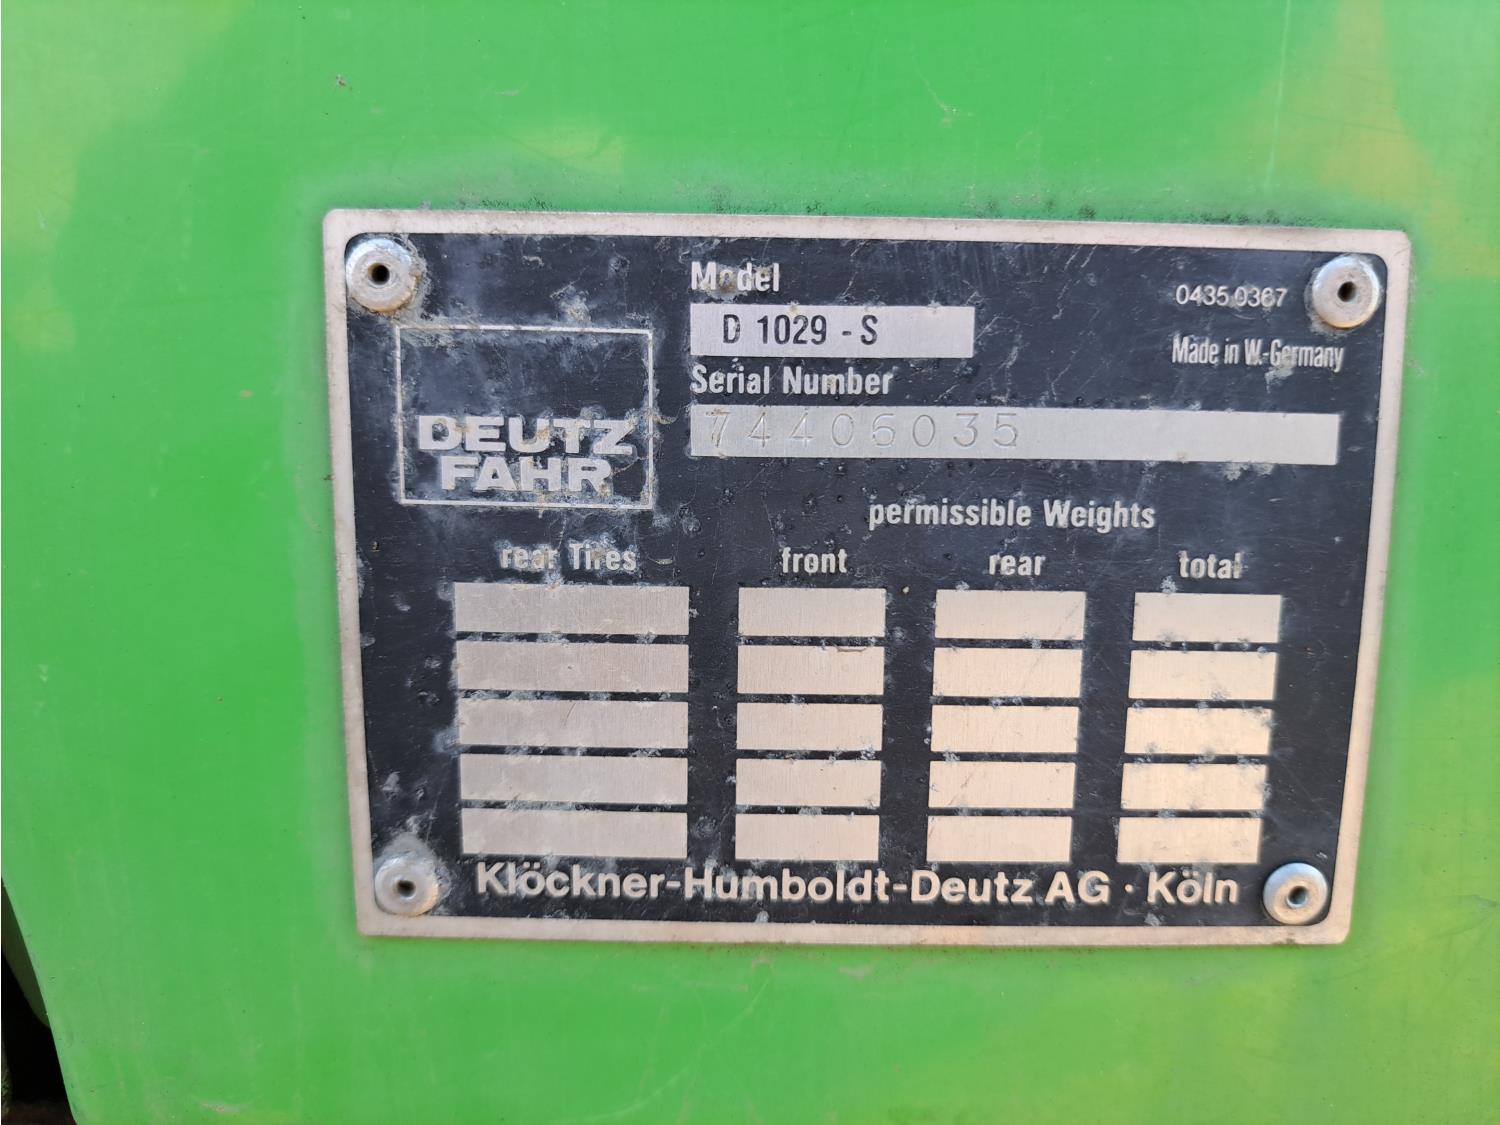 Model
0435 0367
D 1029 - S
Made in W.-Germany
Serial Number
74406035
DEUTZ
FAHR
permissible Weights
rear Tires front rear total
Klöckner-Humboldt-Deutz AG · Köln